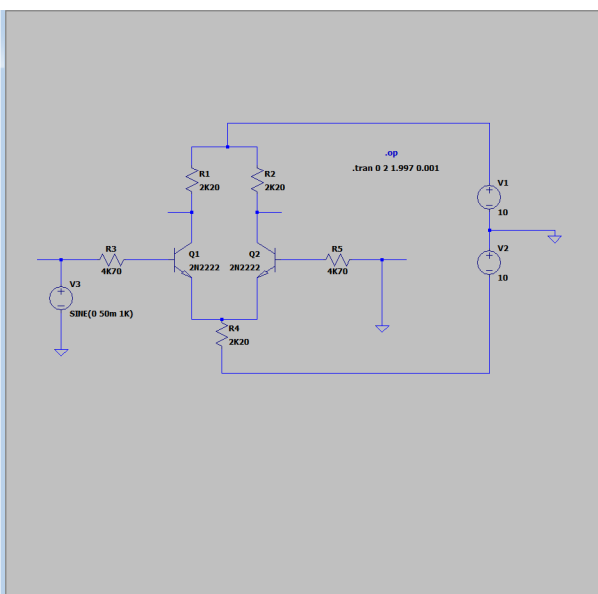 .op
.tran 0 2 1.997 0.001
R1
2K20
R2
2K20
V1
10
R3
4K70
Q1
2N2222
Q2
2N2222
R5
4K70
V2
10
V3
SINE(0 50m 1K)
R4
2K20